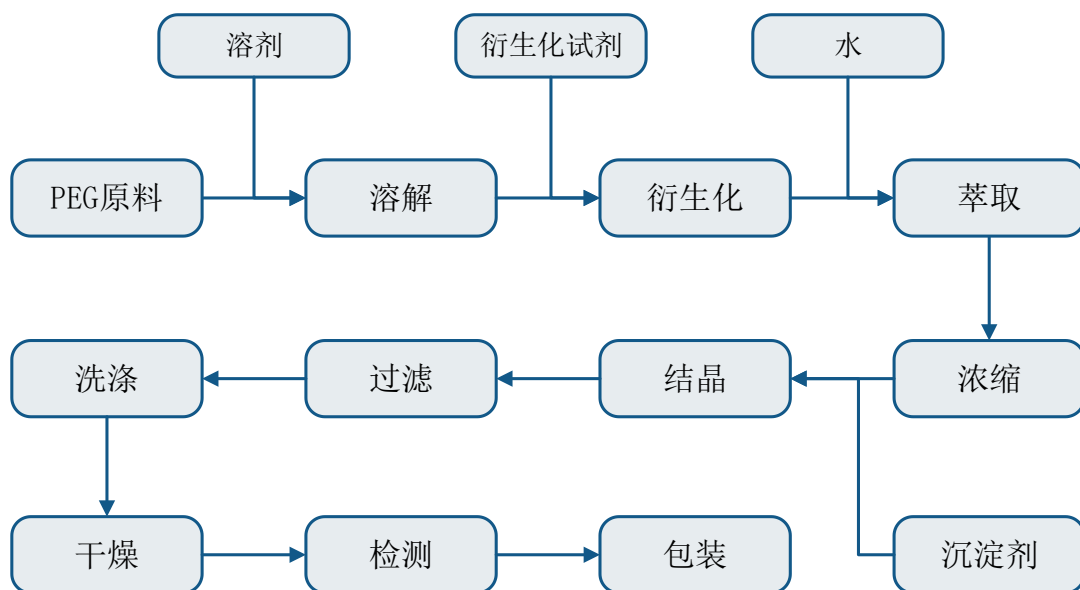 溶剂
衍生化试剂
水
PEG原料
溶解
衍生化
萃取
洗涤
过滤
结晶
浓缩
干燥
检测
包装
沉淀剂